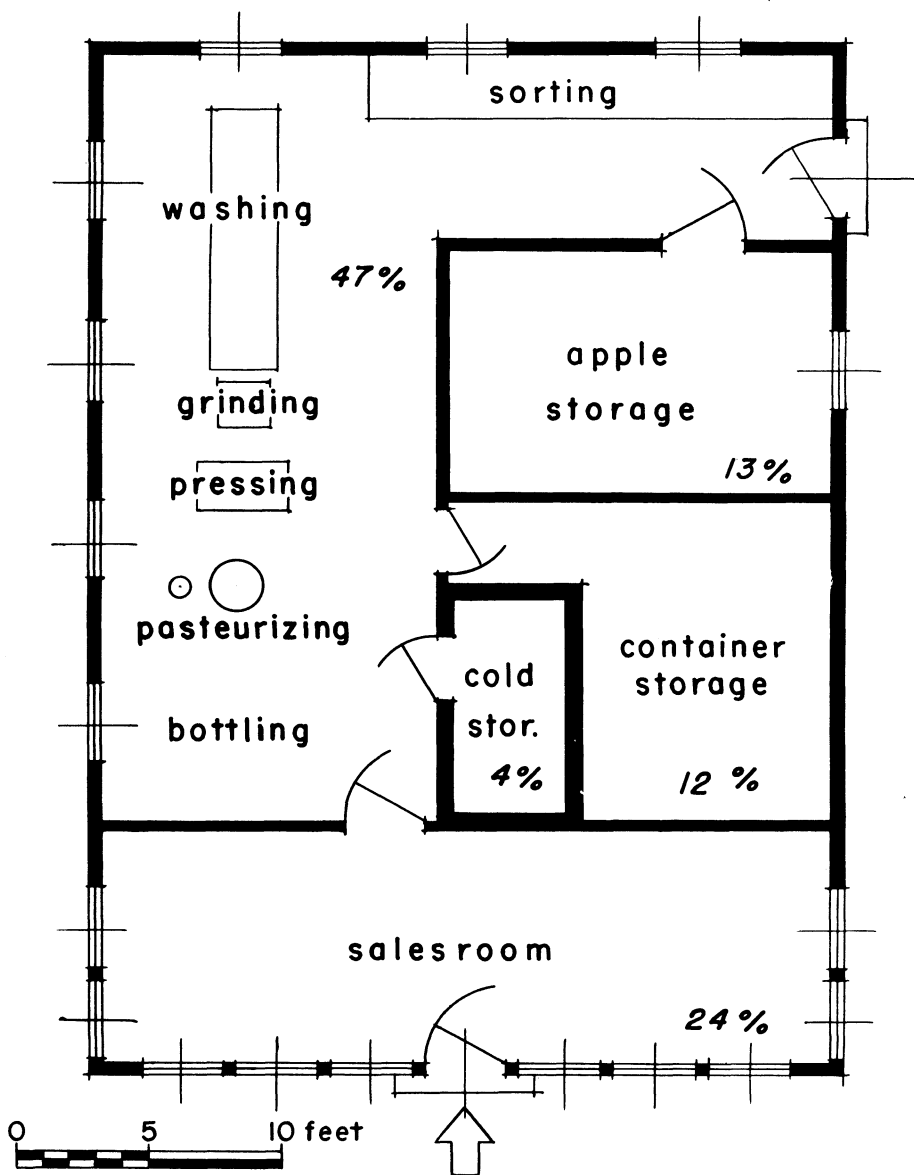 sorting
washing
47%
apple
storage
grinding
13%
pressing
pasteurizing
container
storage
cold
stor.
4%
bottling
12 %
salesroom
24%
0 5 10 feet